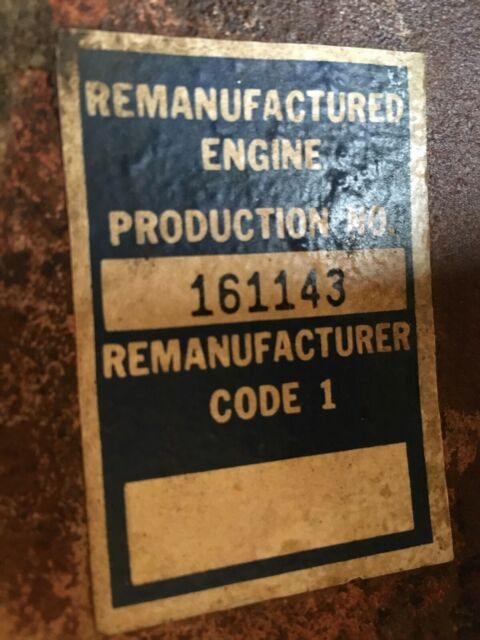 REMANUFACTURED
ENGINE
PRODUCTION NO.
161143
REMANUFACTURER
CODE 1